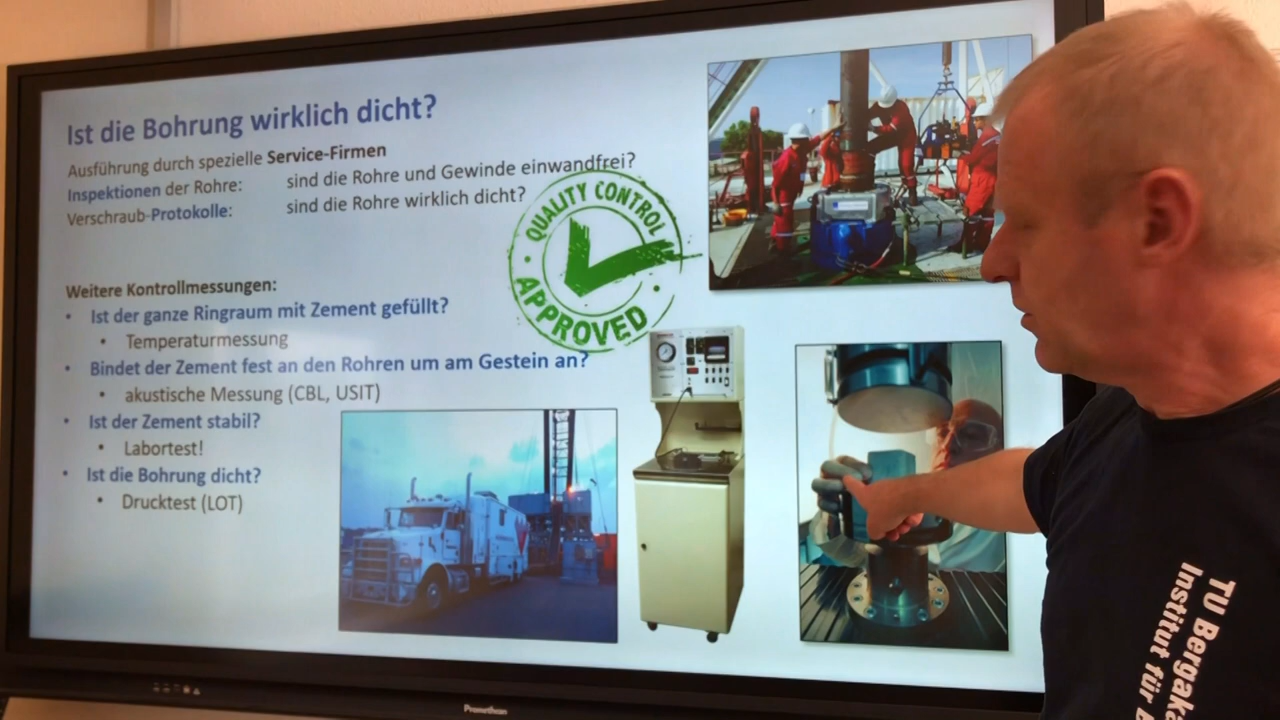 Ist die Bohrung wirklich dicht?
Ausführung durch spezielle Service-Firmen
Inspektionen der Rohre: sind die Rohre und Gewinde einwandfrei?
Verschraub-Protokolle: sind die Rohre wirklich dicht?
QUALITY CONTROL
APPROVED
Weitere Kontrollmessungen:
• Ist der ganze Ringraum mit Zement gefüllt?
• Temperaturmessung
• Bindet der Zement fest an den Rohren um am Gestein an?
• akustische Messung (CBL, USIT)
• Ist der Zement stabil?
• Labortest!
• Ist die Bohrung dicht?
• Drucktest (LOT)
TU Bergaka
Institut für B
Promethean